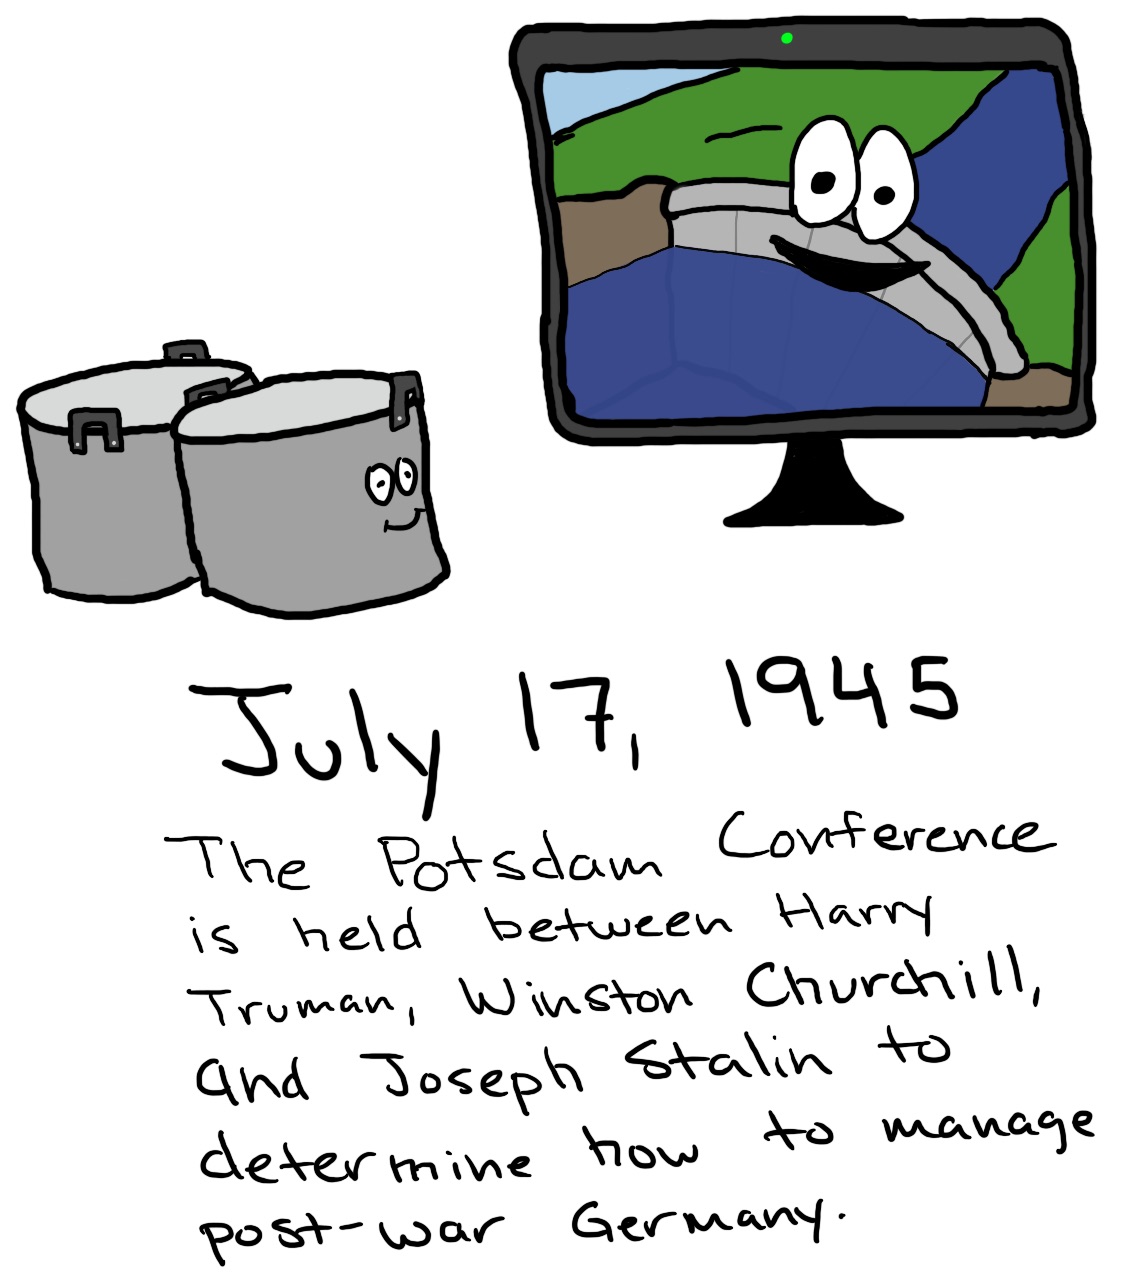 July 17, 1945
The Potsdam Conference
is held between Harry
Truman, Winston Churchill,
and Joseph Stalin to
determine how to manage
post-war Germany.